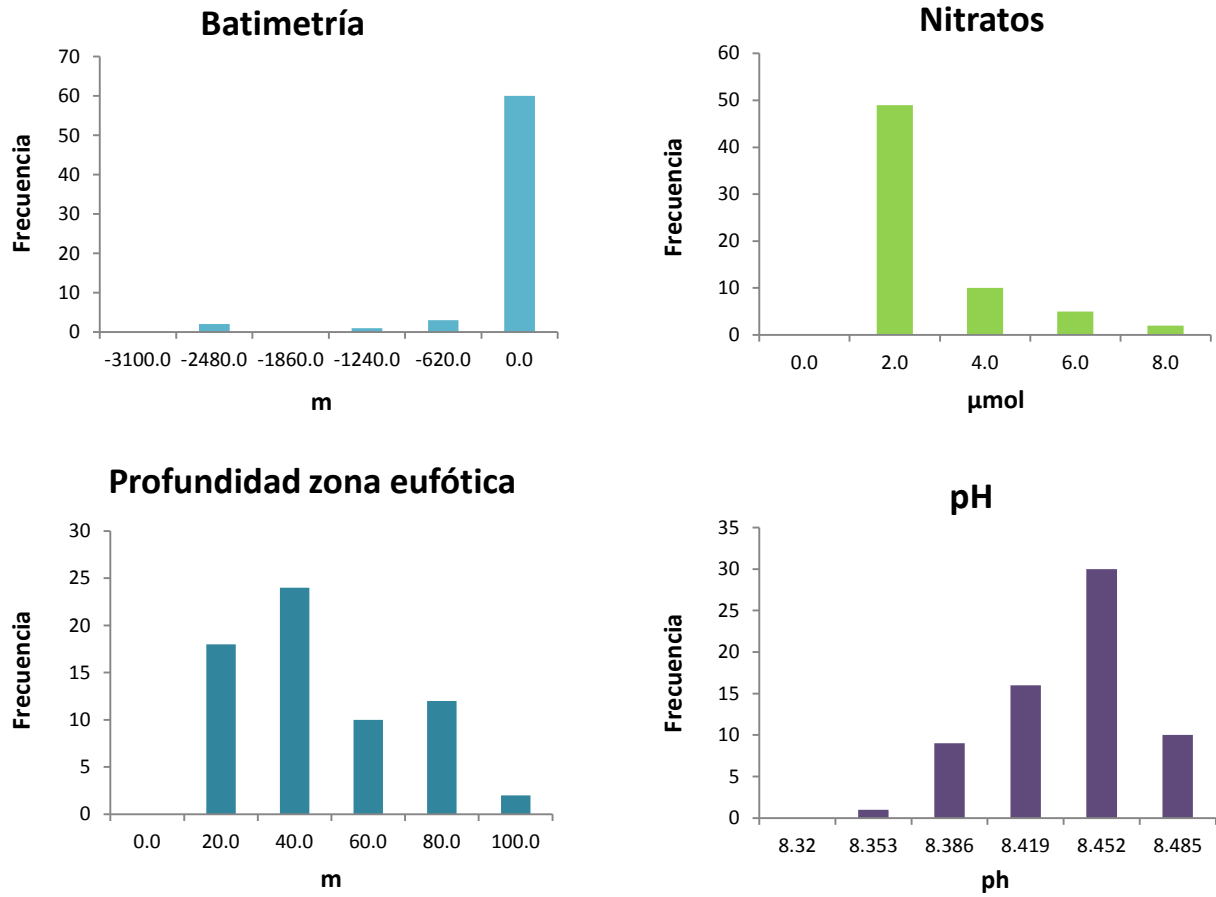 Batimetría
70
60
50
40
30
20
10
0
Frecuencia
-3100.0 -2480.0 -1860.0 -1240.0 -620.0 0.0
m
Nitratos
60
50
40
30
20
10
0
Frecuencia
0.0 2.0 4.0 6.0 8.0
µmol
Profundidad zona eufótica
30
25
20
15
10
5
0
Frecuencia
0.0 20.0 40.0 60.0 80.0 100.0
m
pH
35
30
25
20
15
10
5
0
Frecuencia
8.32 8.353 8.386 8.419 8.452 8.485
ph